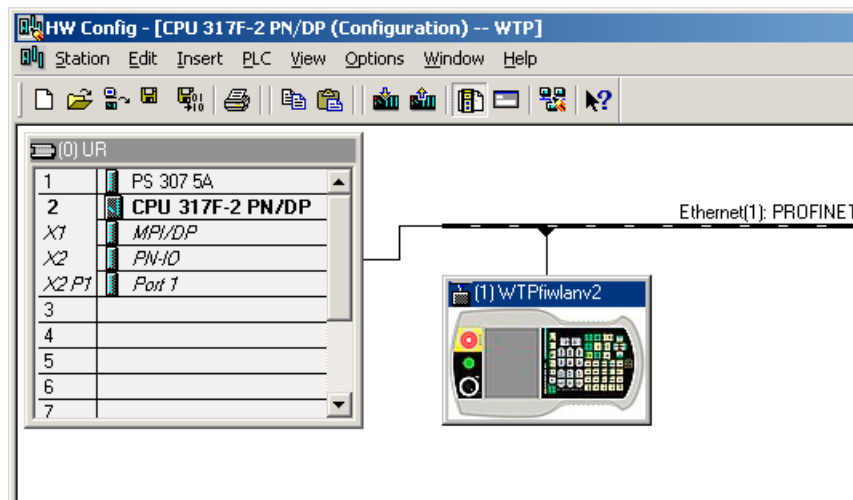 HW Config - [CPU 317F-2 PN/DP (Configuration) -- WTP]
Station Edit Insert PLC View Options Window Help
(0) UR
1 PS 307 5A
2 CPU 317F-2 PN/DP
X1 MPI/DP
X2 PN-IO
X2 P1 Port 1
3
4
5
6
7
Ethernet(1): PROFINET
(1) WTPfiwlanv2